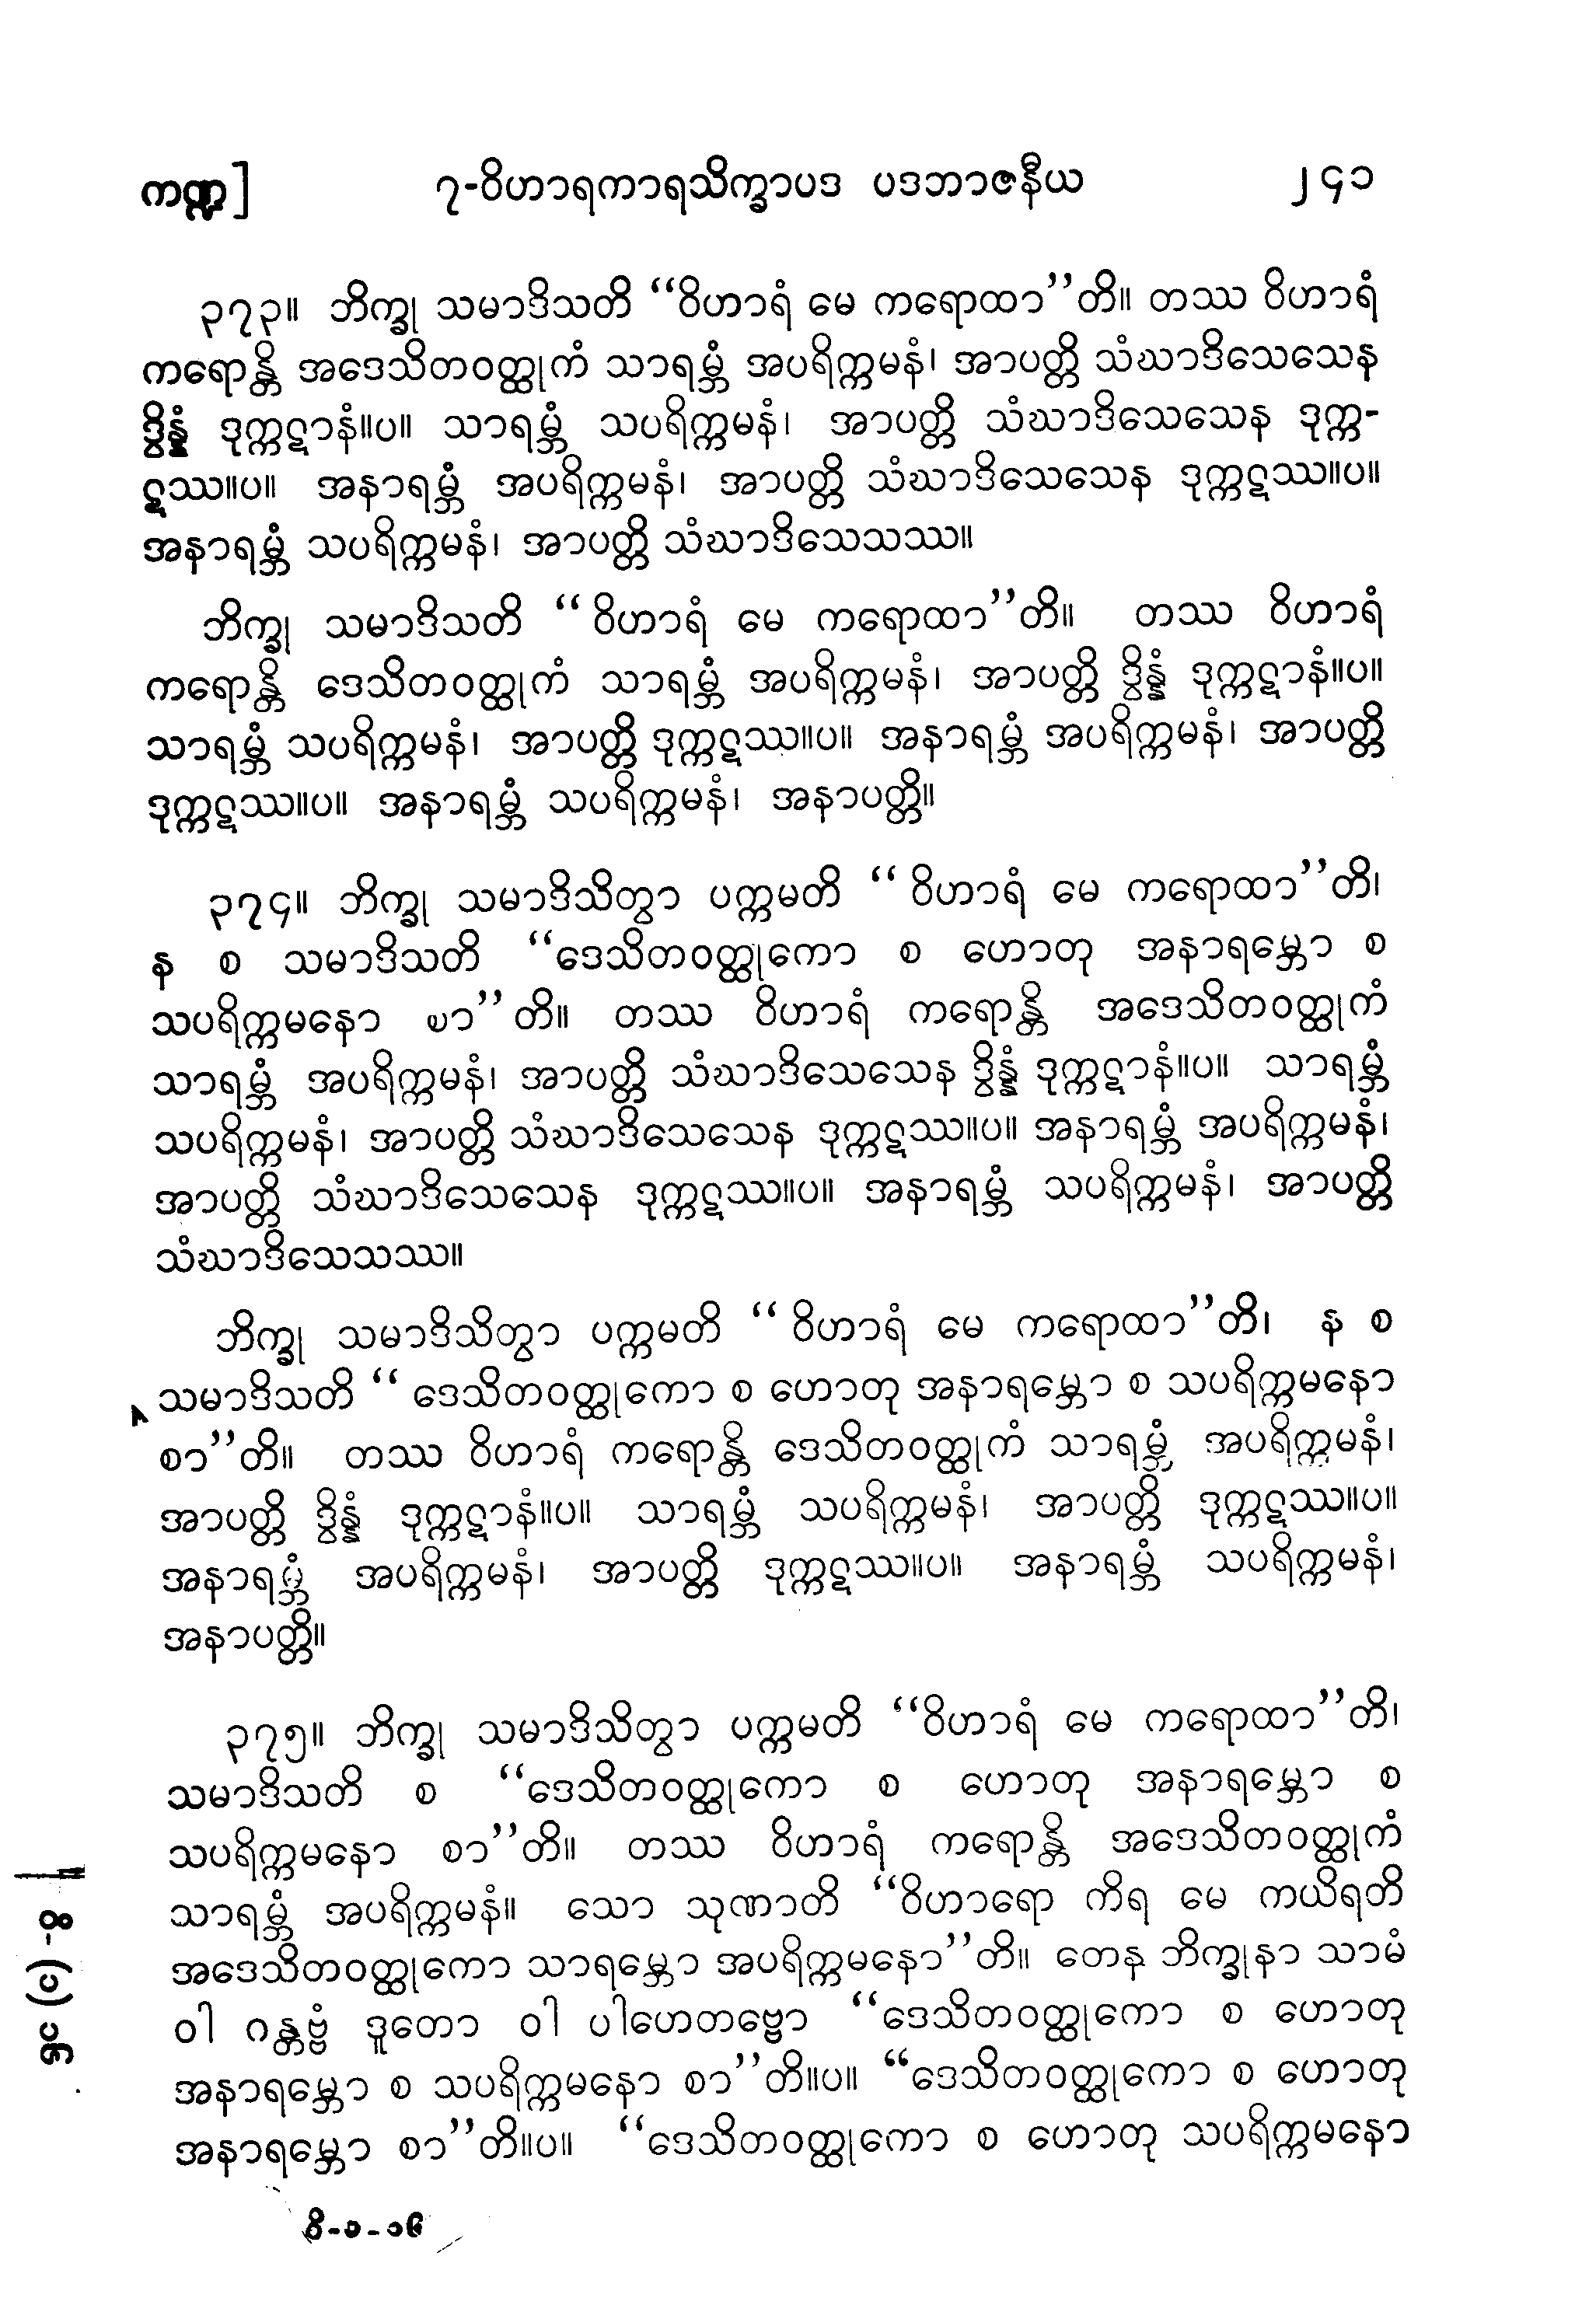 ကဏ္ဍ] ၇-ဝိဟာရကာရသိက္ခာပဒ ပဒဘာဇနီယ ၂၄၁
၃၇၃။ ဘိက္ခု သမာဒိသတိ “ဝိဟာရံ မေ ကရောထာ”တိ။ တဿ ဝိဟာရံ
ကရောန္တိ အဒေသိတဝတ္ထုကံ သာရမ္ဘံ အပရိက္ကမနံ၊ အာပတ္တိ သံဃာဒိသေသေန
ဒွိန္နံ ဒုက္ကဋာနံ။ပ။ သာရမ္ဘံ သပရိက္ကမနံ၊ အာပတ္တိ သံဃာဒိသေသေန ဒုက္က-
ဋဿ။ပ။ အနာရမ္ဘံ အပရိက္ကမနံ၊ အာပတ္တိ သံဃာဒိသေသေန ဒုက္ကဋဿ။ပ။
အနာရမ္ဘံ သပရိက္ကမနံ၊ အာပတ္တိ သံဃာဒိသေသဿ။
ဘိက္ခု သမာဒိသတိ “ဝိဟာရံ မေ ကရောထာ”တိ။ တဿ ဝိဟာရံ
ကရောန္တိ ဒေသိတဝတ္ထုကံ သာရမ္ဘံ အပရိက္ကမနံ၊ အာပတ္တိ ဒွိန္နံ ဒုက္ကဋာနံ။ပ။
သာရမ္ဘံ သပရိက္ကမနံ၊ အာပတ္တိ ဒုက္ကဋဿ။ပ။ အနာရမ္ဘံ အပရိက္ကမနံ၊ အာပတ္တိ
ဒုက္ကဋဿ။ပ။ အနာရမ္ဘံ သပရိက္ကမနံ၊ အနာပတ္တိ။
၃၇၄။ ဘိက္ခု သမာဒိသိတွာ ပက္ကမတိ “ဝိဟာရံ မေ ကရောထာ”တိ၊
န စ သမာဒိသတိ “ဒေသိတဝတ္ထုကော စ ဟောတု အနာရမ္ဘော စ
သပရိက္ကမနော စာ”တိ။ တဿ ဝိဟာရံ ကရောန္တိ အဒေသိတဝတ္ထုကံ
သာရမ္ဘံ အပရိက္ကမနံ၊ အာပတ္တိ သံဃာဒိသေသေန ဒွိန္နံ ဒုက္ကဋာနံ။ပ။ သာရမ္ဘံ
သပရိက္ကမနံ၊ အာပတ္တိ သံဃာဒိသေသေန ဒုက္ကဋဿ။ပ။ အနာရမ္ဘံ အပရိက္ကမနံ၊
အာပတ္တိ သံဃာဒိသေသေန ဒုက္ကဋဿ။ပ။ အနာရမ္ဘံ သပရိက္ကမနံ၊ အာပတ္တိ
သံဃာဒိသေသဿ။
ဘိက္ခု သမာဒိသိတွာ ပက္ကမတိ “ဝိဟာရံ မေ ကရောထာ”တိ၊ န စ
သမာဒိသတိ “ဒေသိတဝတ္ထုကော စ ဟောတု အနာရမ္ဘော စ သပရိက္ကမနော
စာ”တိ။ တဿ ဝိဟာရံ ကရောန္တိ ဒေသိတဝတ္ထုကံ သာရမ္ဘံ အပရိက္ကမနံ၊
အာပတ္တိ ဒွိန္နံ ဒုက္ကဋာနံ။ပ။ သာရမ္ဘံ သပရိက္ကမနံ၊ အာပတ္တိ ဒုက္ကဋဿ။ပ။
အနာရမ္ဘံ အပရိက္ကမနံ၊ အာပတ္တိ ဒုက္ကဋဿ။ပ။ အနာရမ္ဘံ သပရိက္ကမနံ၊
အနာပတ္တိ။
၃၇၅။ ဘိက္ခု သမာဒိသိတွာ ပက္ကမတိ “ဝိဟာရံ မေ ကရောထာ”တိ၊
သမာဒိသတိ စ “ဒေသိတဝတ္ထုကော စ ဟောတု အနာရမ္ဘော စ
သပရိက္ကမနော စာ”တိ။ တဿ ဝိဟာရံ ကရောန္တိ အဒေသိတဝတ္ထုကံ
သာရမ္ဘံ အပရိက္ကမနံ။ သော သုဏာတိ “ဝိဟာရော ကိရ မေ ကယိရတိ
အဒေသိတဝတ္ထုကော သာရမ္ဘော အပရိက္ကမနော”တိ။ တေန ဘိက္ခုနာ သာမံ
ဝါ ဂန္တဗ္ဗံ ဒူတော ဝါ ပါဟေတဗ္ဗော “ဒေသိတဝတ္ထုကော စ ဟောတု
အနာရမ္ဘော စ သပရိက္ကမနော စာ”တိ။ပ။ “ဒေသိတဝတ္ထုကော စ ဟောတု
အနာရမ္ဘော စာ”တိ။ပ။ “ဒေသိတဝတ္ထုကော စ ဟောတု သပရိက္ကမနော
ဝိ-၁-၁၆